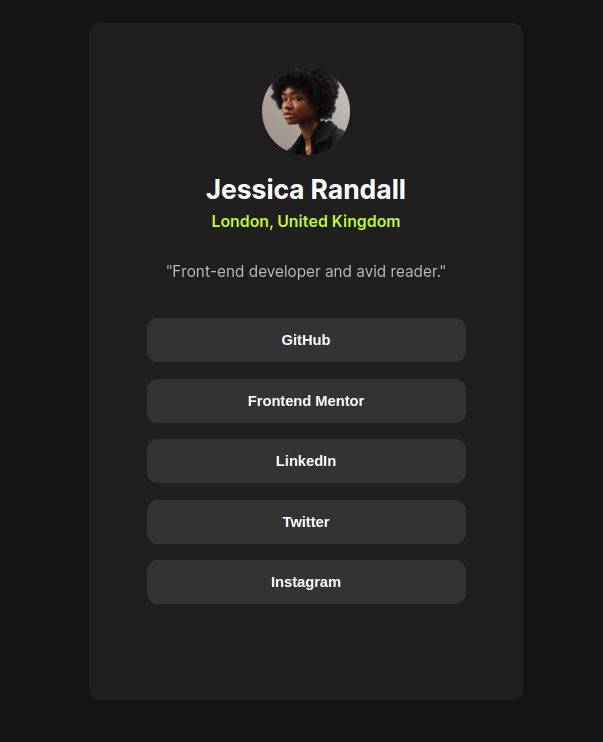 Jessica Randall
London, United Kingdom
"Front-end developer and avid reader."
GitHub
Frontend Mentor
LinkedIn
Twitter
Instagram